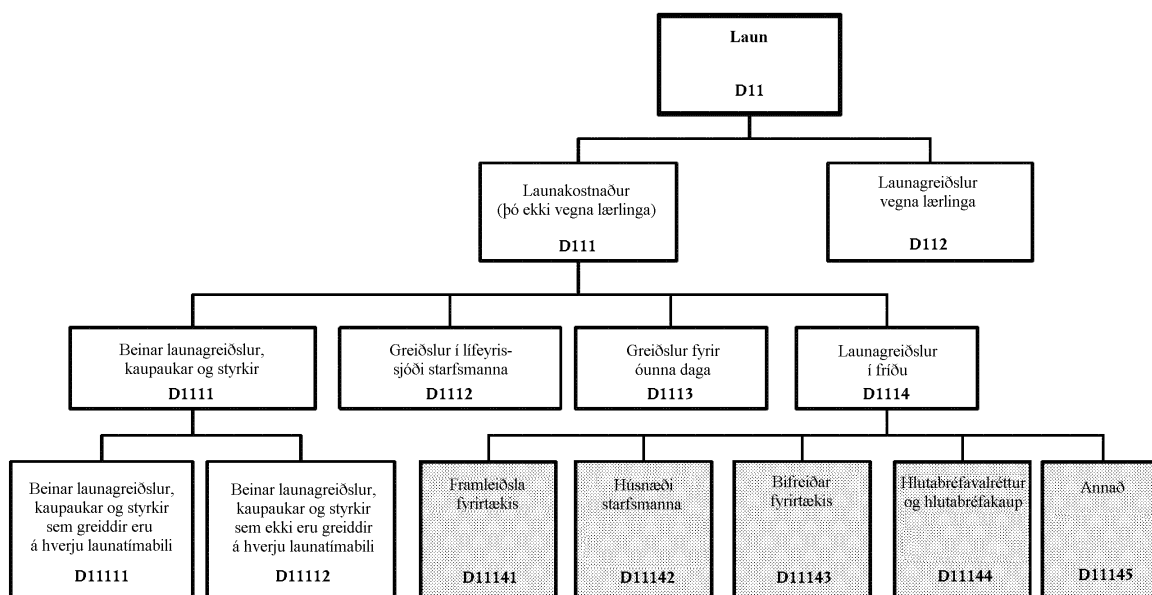 Laun
D11
Launakostnaður
(þó ekki vegna lærlinga)
D111
Launagreiðslur
vegna lærlinga
D112
Beinar launagreiðslur,
kaupaukar og styrkir
D1111
Greiðslur í lífeyris-
sjóði starfsmanna
D1112
Greiðslur fyrir
óunna daga
D1113
Launagreiðslur
í fríðu
D1114
Beinar launagreiðslur,
kaupaukar og styrkir
sem greiddir eru
á hverju launatímabili
D11111
Beinar launagreiðslur,
kaupaukar og styrkir
sem ekki eru greiddir
á hverju launatímabili
D11112
Framleiðsla
fyrirtækis
D11141
Húsnæði
starfsmanna
D11142
Bifreiðar
fyrirtækis
D11143
Hlutabréfavalréttur
og hlutabréfakaup
D11144
Annað
D11145